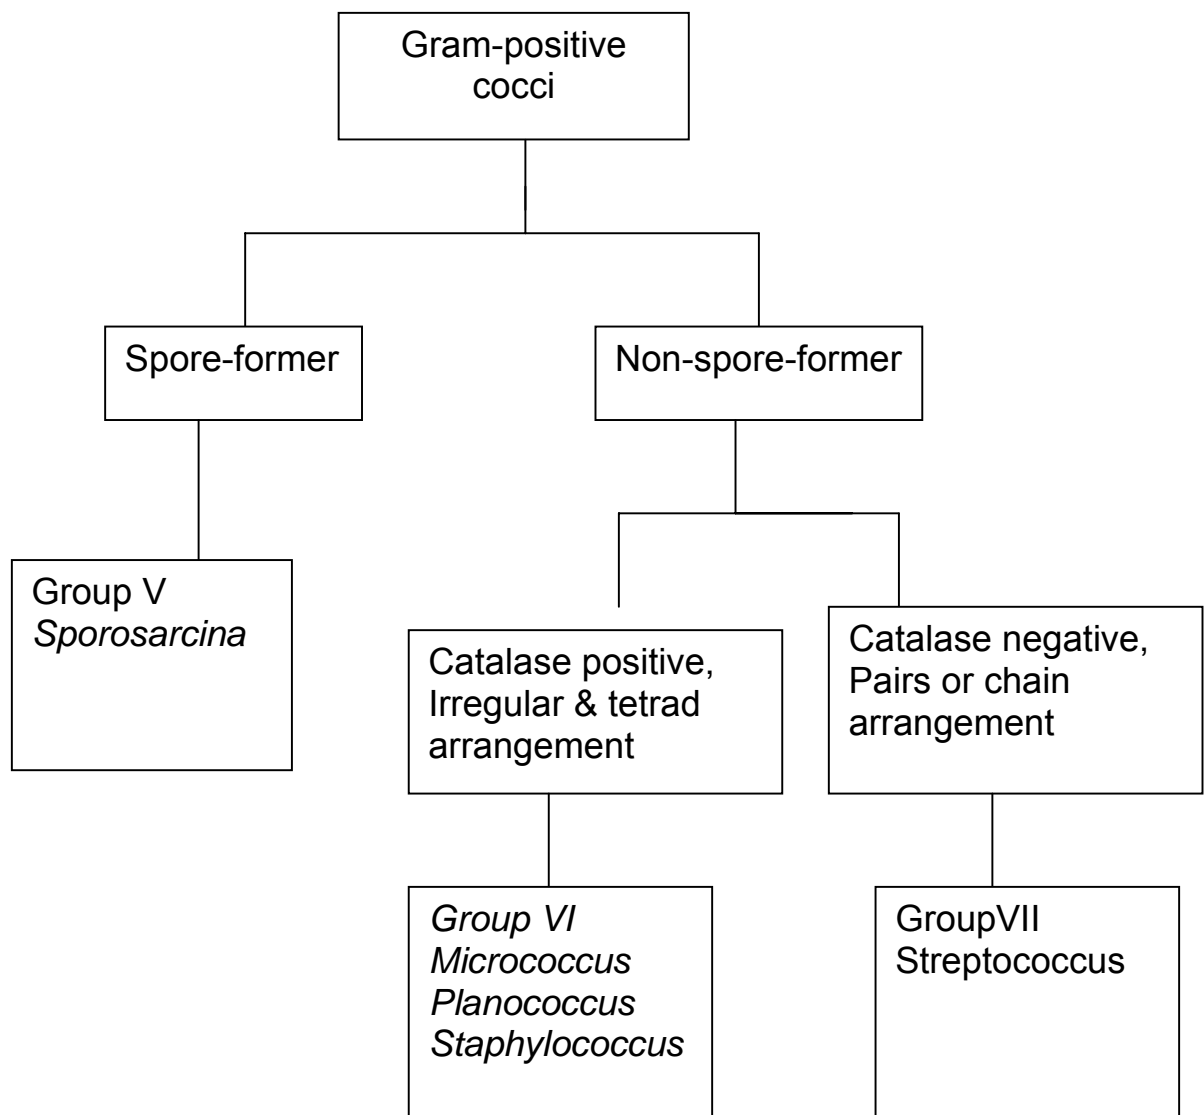 Gram-positive
cocci
Spore-former
Non-spore-former
Group V
Sporosarcina
Catalase positive,
Irregular & tetrad
arrangement
Catalase negative,
Pairs or chain
arrangement
Group VI
Micrococcus
Planococcus
Staphylococcus
GroupVII
Streptococcus